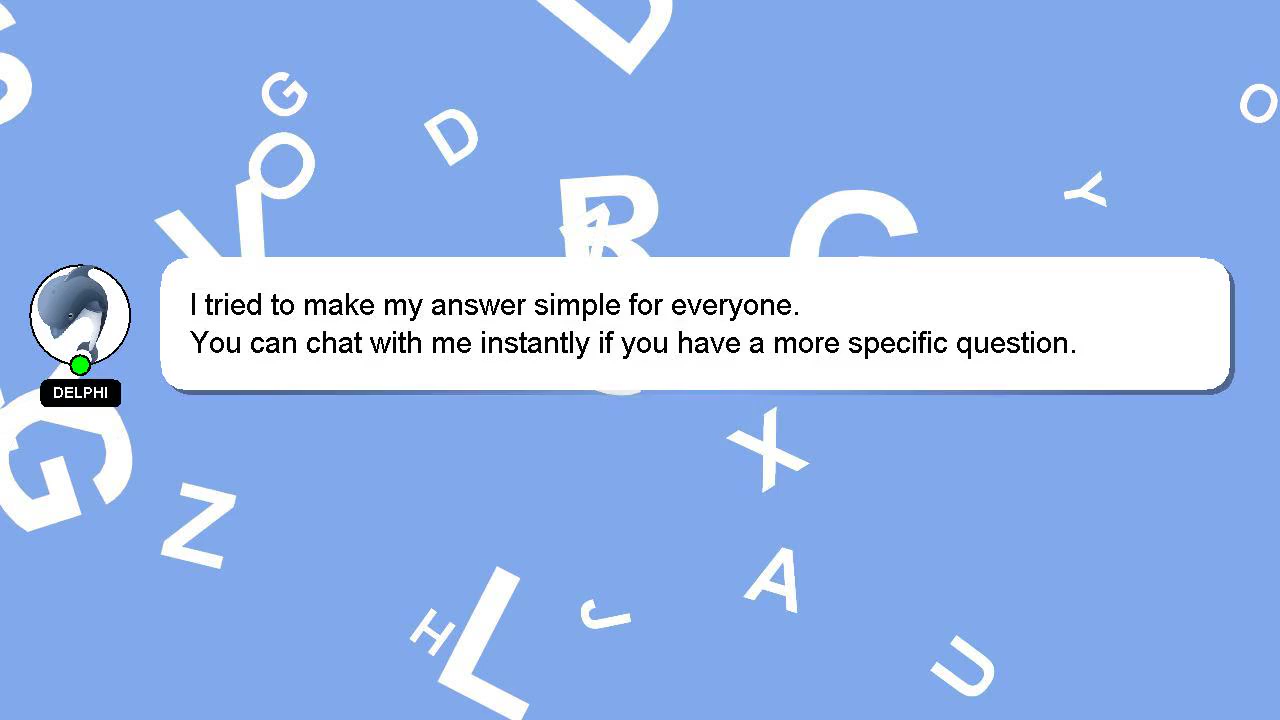 S
D
G
D
O
O
Y
V
R
A
C
I tried to make my answer simple for everyone.
You can chat with me instantly if you have a more specific question.
DELPHI
G
X
Z
A
H
L
J
U